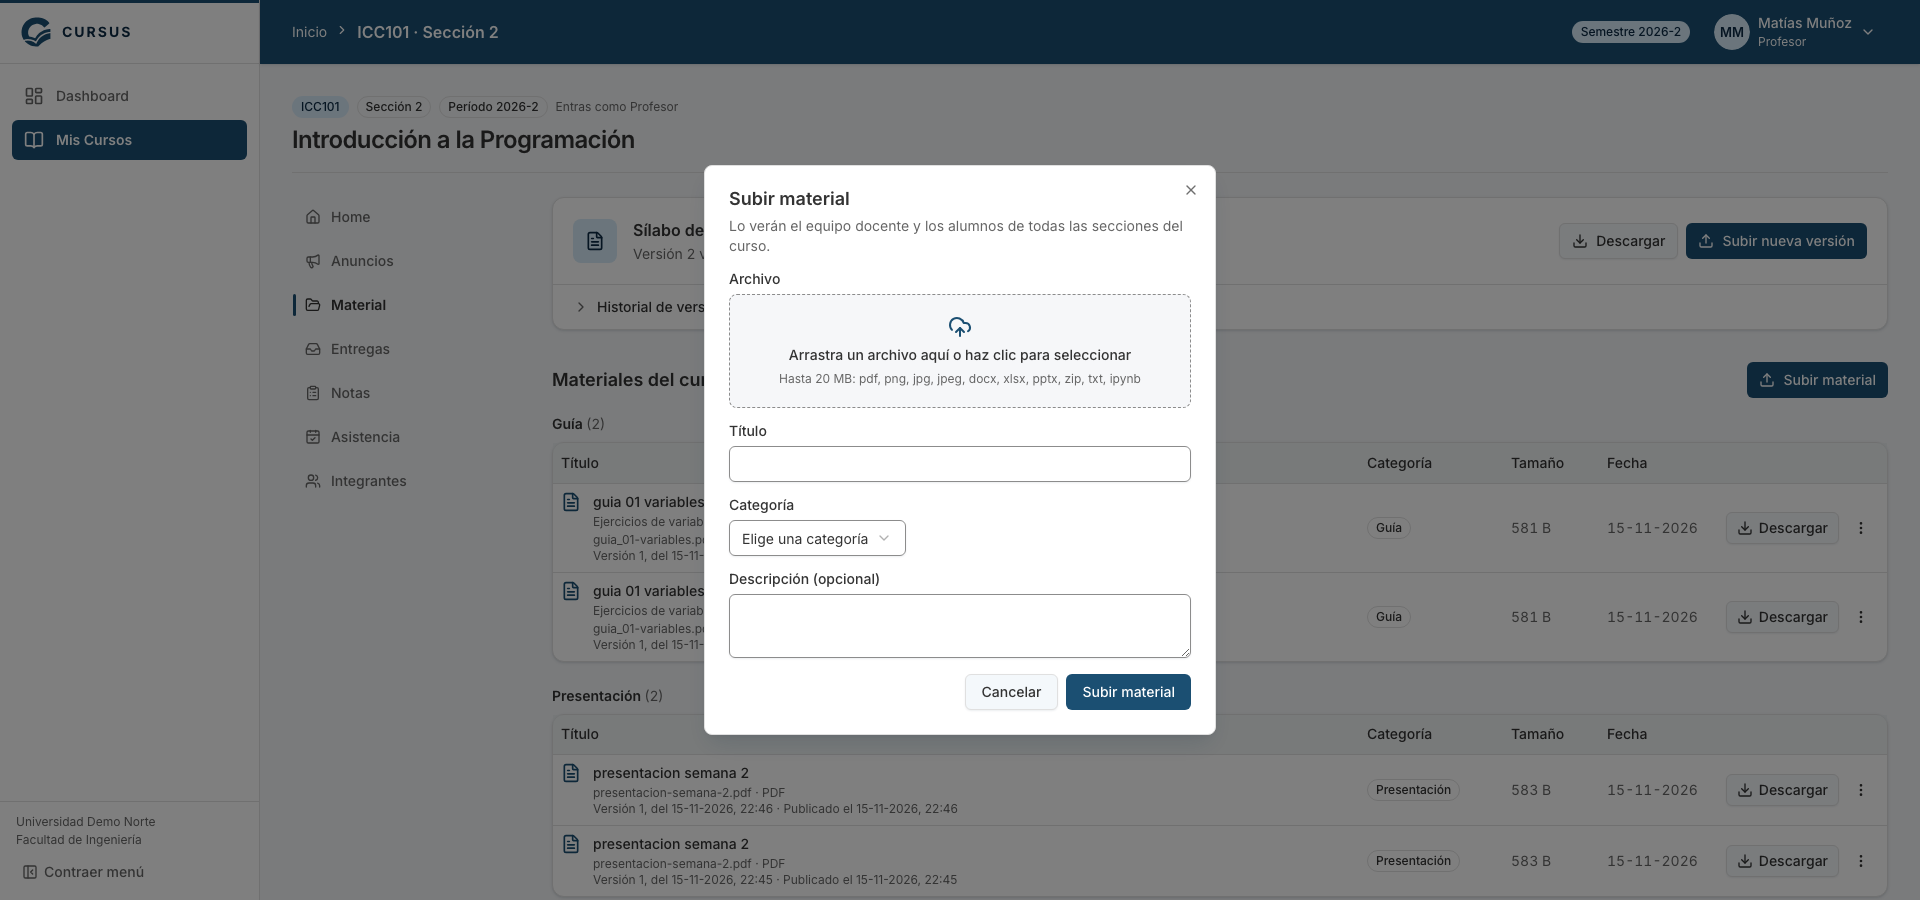 CURSUS
Inicio
ICC101 · Sección 2
Semestre 2026-2
MM
Matías Muñoz
Profesor
Dashboard
Mis Cursos
ICC101
Sección 2
Período 2026-2
Entras como Profesor
Introducción a la Programación
Home
Anuncios
Material
Entregas
Notas
Asistencia
Integrantes
Sílabo de
Versión 2 v
Descargar
Subir nueva versión
Historial de vers
Materiales del cur
Subir material
Guía (2)
Título
Categoría
Tamaño
Fecha
guia 01 variables
Ejercicios de variab
guia_01-variables.p
Versión 1, del 15-11-
Guía
581 B
15-11-2026
Descargar
guia 01 variables
Ejercicios de variab
guia_01-variables.p
Versión 1, del 15-11-
Guía
581 B
15-11-2026
Descargar
Presentación (2)
Título
Categoría
Tamaño
Fecha
presentacion semana 2
presentacion-semana-2.pdf · PDF
Versión 1, del 15-11-2026, 22:46 · Publicado el 15-11-2026, 22:46
Presentación
583 B
15-11-2026
Descargar
presentacion semana 2
presentacion-semana-2.pdf · PDF
Versión 1, del 15-11-2026, 22:45 · Publicado el 15-11-2026, 22:45
Presentación
583 B
15-11-2026
Descargar
Subir material
Lo verán el equipo docente y los alumnos de todas las secciones del
curso.
Archivo
Arrastra un archivo aquí o haz clic para seleccionar
Hasta 20 MB: pdf, png, jpg, jpeg, docx, xlsx, pptx, zip, txt, ipynb
Título
Categoría
Elige una categoría
Descripción (opcional)
Cancelar
Subir material
Universidad Demo Norte
Facultad de Ingeniería
Contraer menú